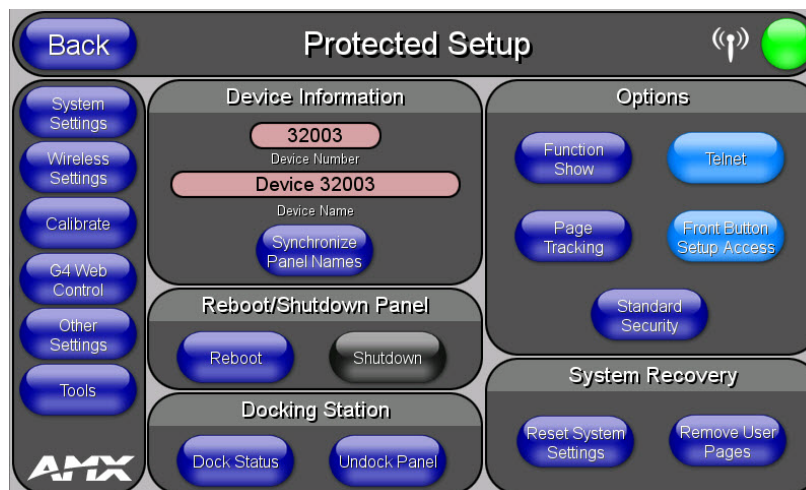 Back
Protected Setup
System
Settings
Wireless
Settings
Calibrate
G4 Web
Control
Other
Settings
Tools
AMX
Device Information
32003
Device Number
Device 32003
Device Name
Synchronize
Panel Names
Reboot/Shutdown Panel
Reboot
Shutdown
Docking Station
Dock Status
Undock Panel
Options
Function
Show
Telnet
Page
Tracking
Front Button
Setup Access
Standard
Security
System Recovery
Reset System
Settings
Remove User
Pages